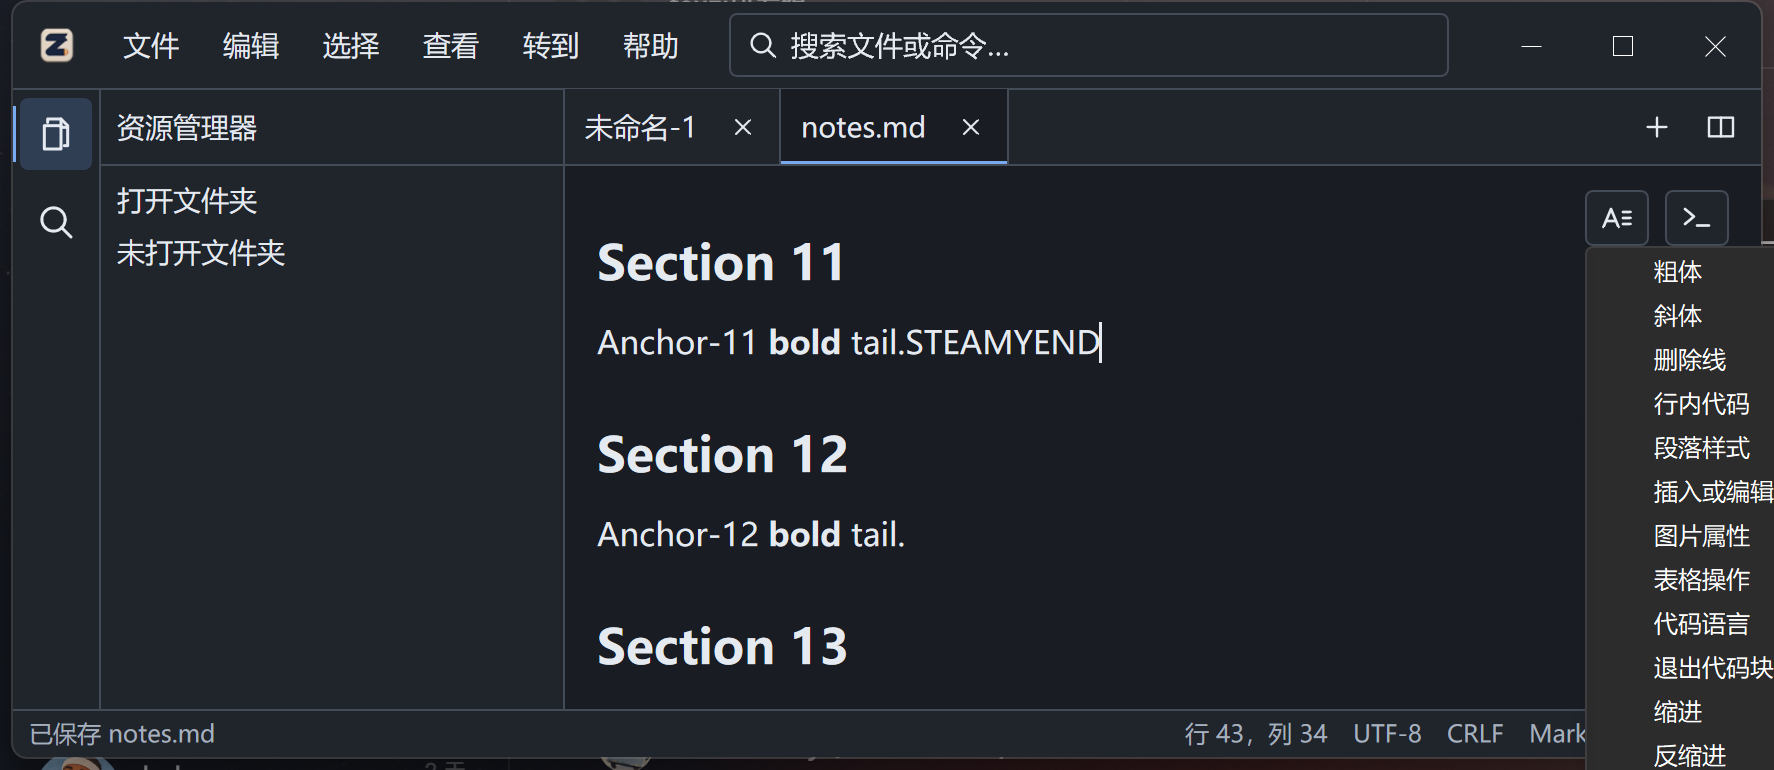 文件 编辑 选择 查看 转到 帮助 搜索文件或命令...
资源管理器
打开文件夹
未打开文件夹
未命名-1 notes.md
Section 11
Anchor-11 bold tail.STEAMYEND
Section 12
Anchor-12 bold tail.
Section 13
粗体
斜体
删除线
行内代码
段落样式
插入或编辑
图片属性
表格操作
代码语言
退出代码块
缩进
反缩进
已保存 notes.md 行 43，列 34 UTF-8 CRLF Mark